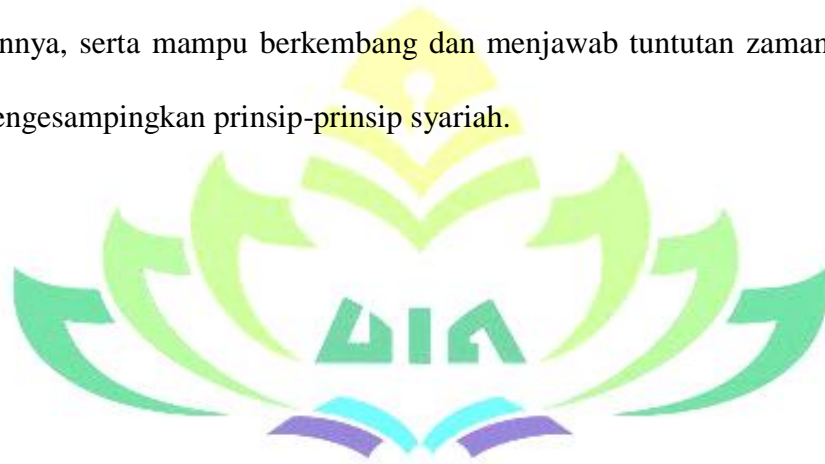 nnya, serta mampu berkembang dan menjawab tuntutan zaman
engesampingkan prinsip-prinsip syariah.